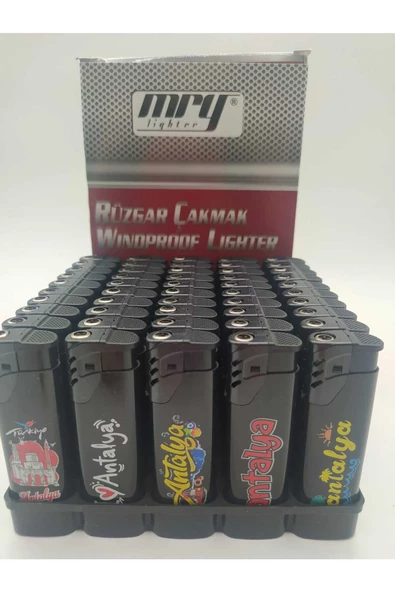 mry®
lighter
RÜZGAR ÇAKMAK
WINDPROOF LIGHTER
Türkiye
Antalya
Antalya
Antalya
antalya
antalya